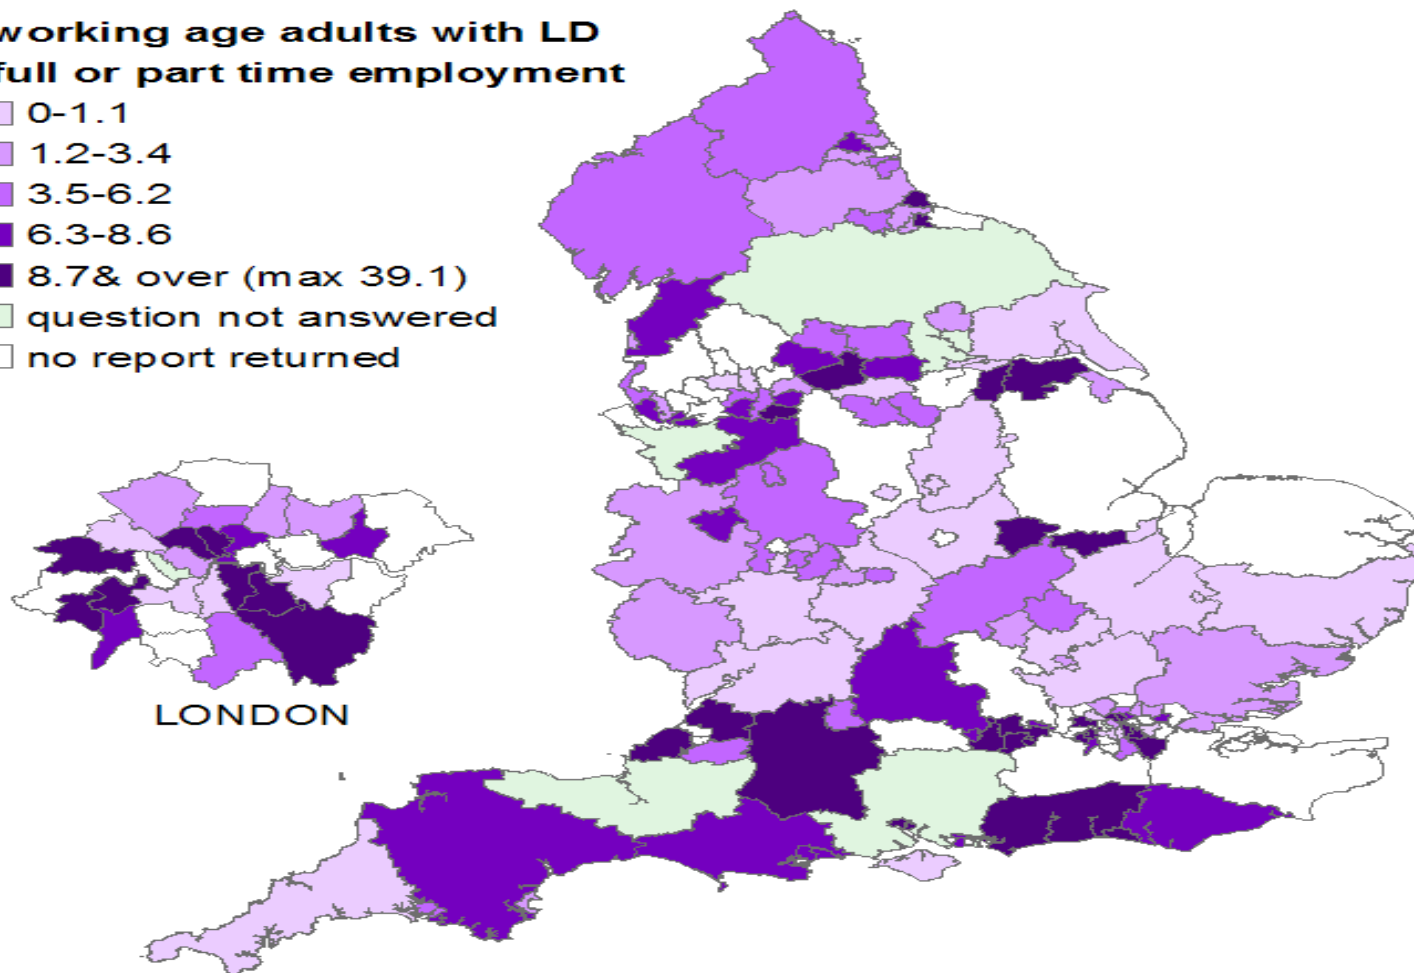 working age adults with LD
full or part time employment
0-1.1
1.2-3.4
3.5-6.2
6.3-8.6
8.7& over (max 39.1)
question not answered
no report returned
LONDON